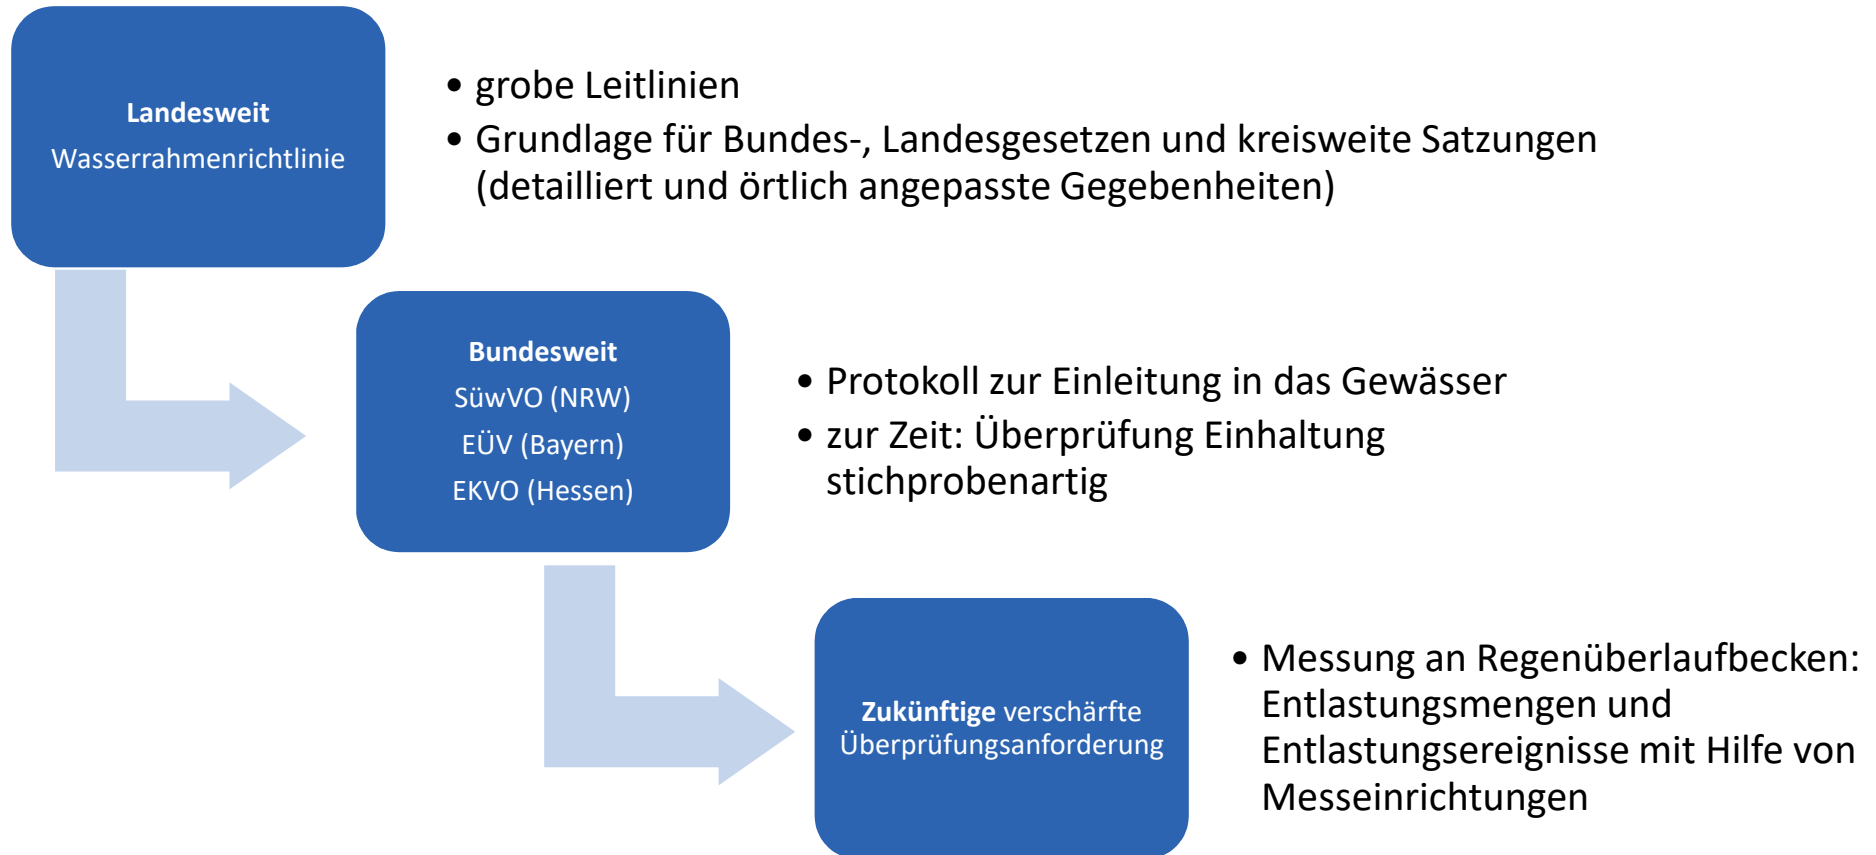 Landesweit
Wasserrahmenrichtlinie
• grobe Leitlinien
• Grundlage für Bundes-, Landesgesetzen und kreisweite Satzungen
(detailliert und örtlich angepasste Gegebenheiten)
Bundesweit
SüwVO (NRW)
EÜV (Bayern)
EKVO (Hessen)
• Protokoll zur Einleitung in das Gewässer
• zur Zeit: Überprüfung Einhaltung
stichprobenartig
Zukünftige verschärfte
Überprüfungsanforderung
• Messung an Regenüberlaufbecken:
Entlastungsmengen und
Entlastungsereignisse mit Hilfe von
Messeinrichtungen